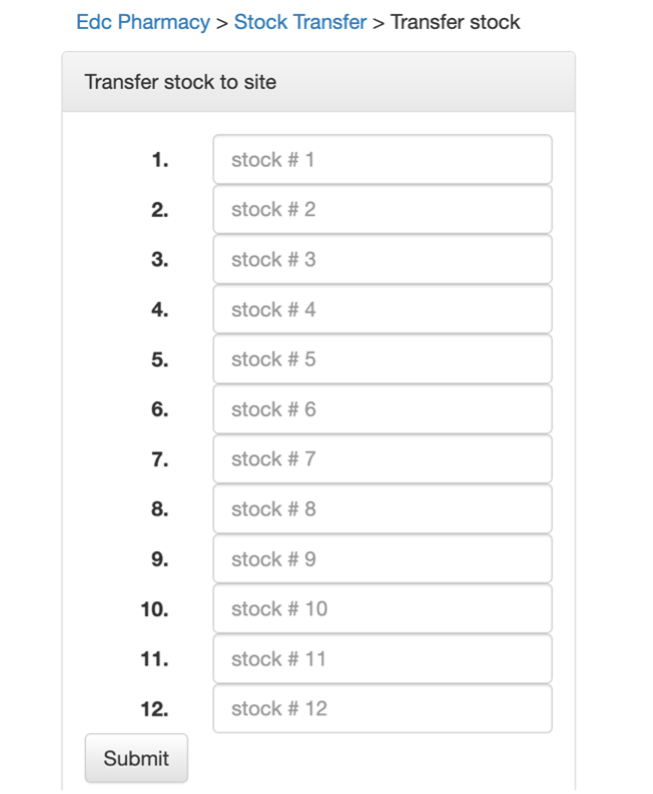 Edc Pharmacy > Stock Transfer > Transfer stock
Transfer stock to site
1. stock # 1
2. stock # 2
3. stock # 3
4. stock # 4
5. stock # 5
6. stock # 6
7. stock # 7
8. stock # 8
9. stock # 9
10. stock # 10
11. stock # 11
12. stock # 12
Submit